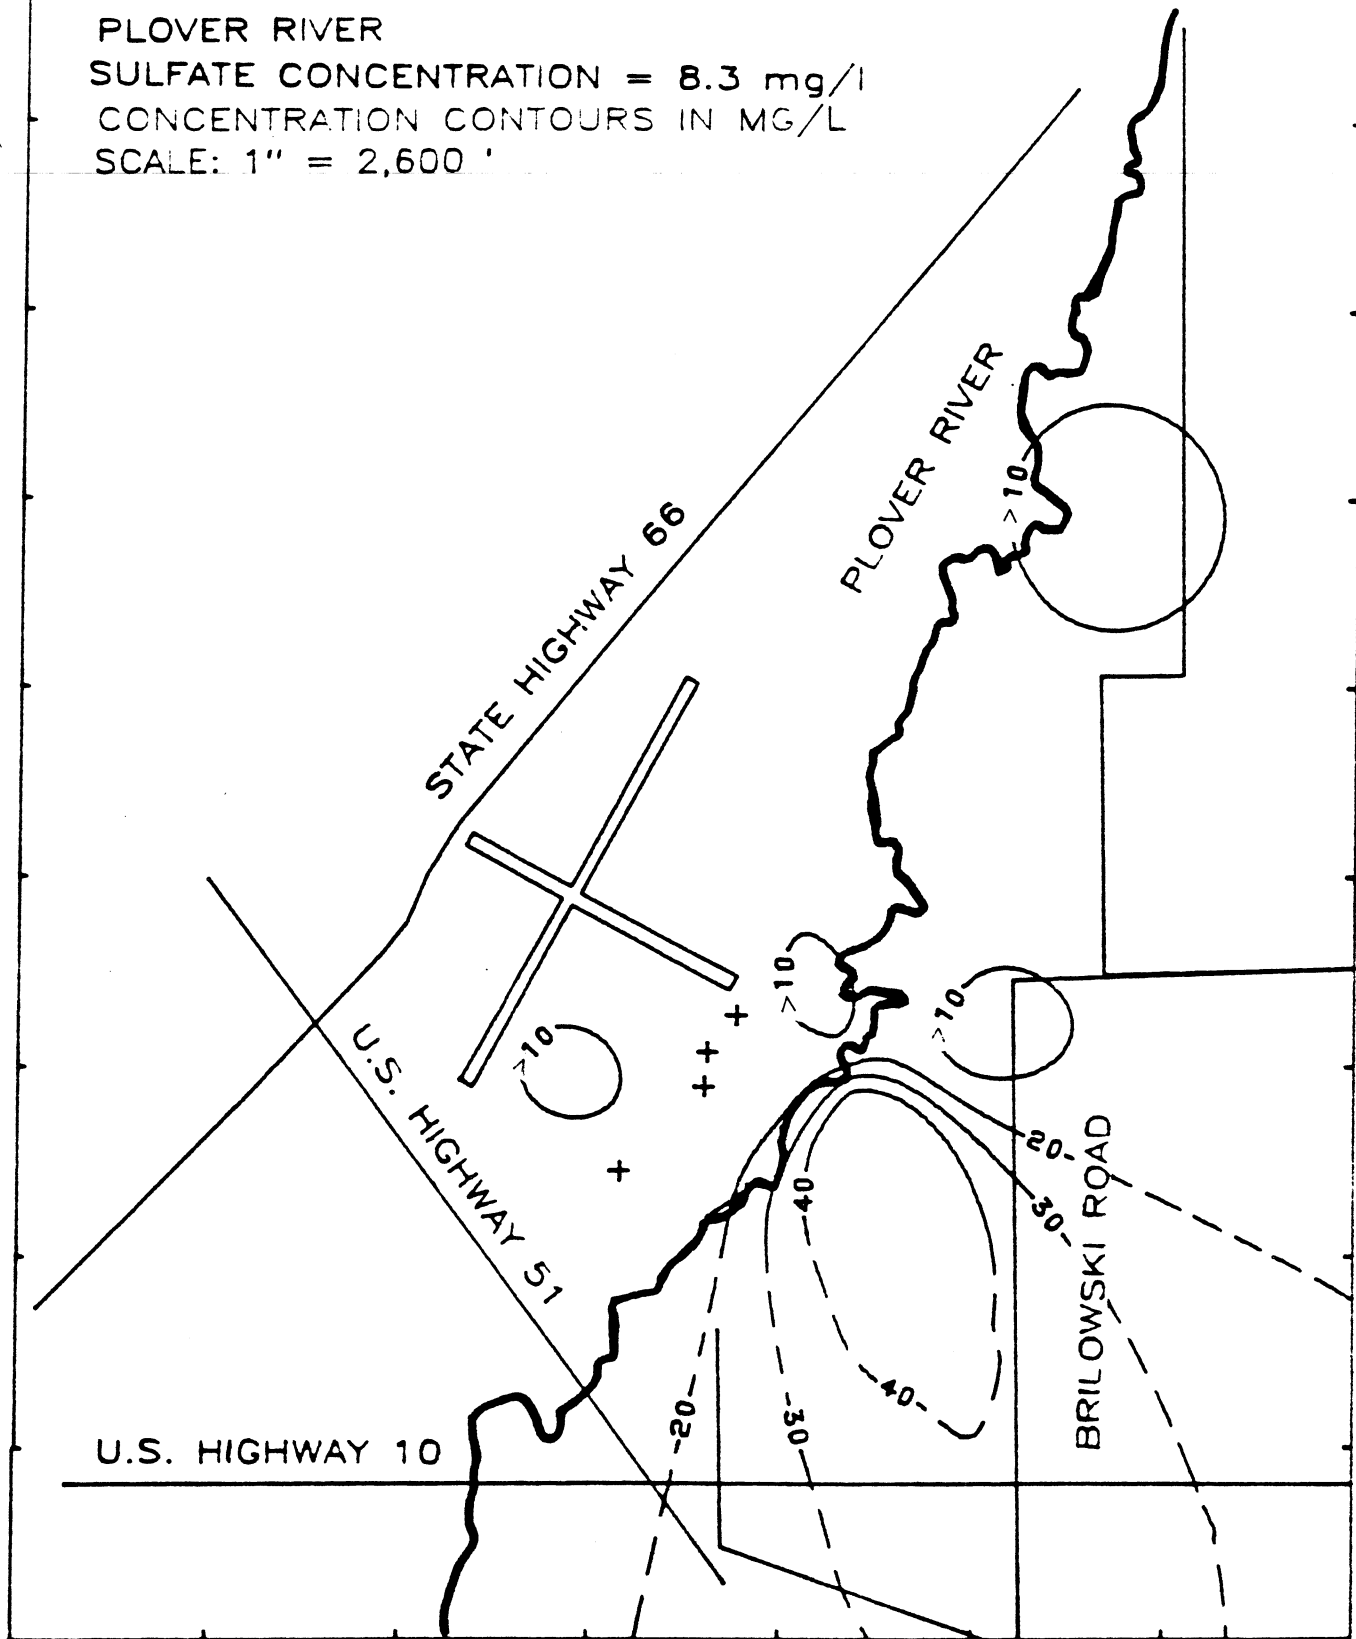 PLOVER RIVER
SULFATE CONCENTRATION = 8.3 mg/l
CONCENTRATION CONTOURS IN MG/L
SCALE: 1" = 2,600 '
PLOVER RIVER
>10
STATE HIGHWAY 66
>10
>10
>10
U.S. HIGHWAY 51
20
30
40
BRILOWSKI ROAD
40
20
30
U.S. HIGHWAY 10